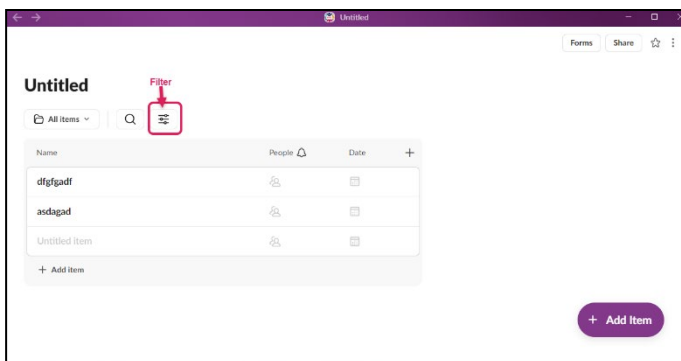 Untitled
Forms Share
Untitled
Filter
All items
Name People Date
dfgfgadf
asdagad
Untitled item
+ Add item
+ Add Item